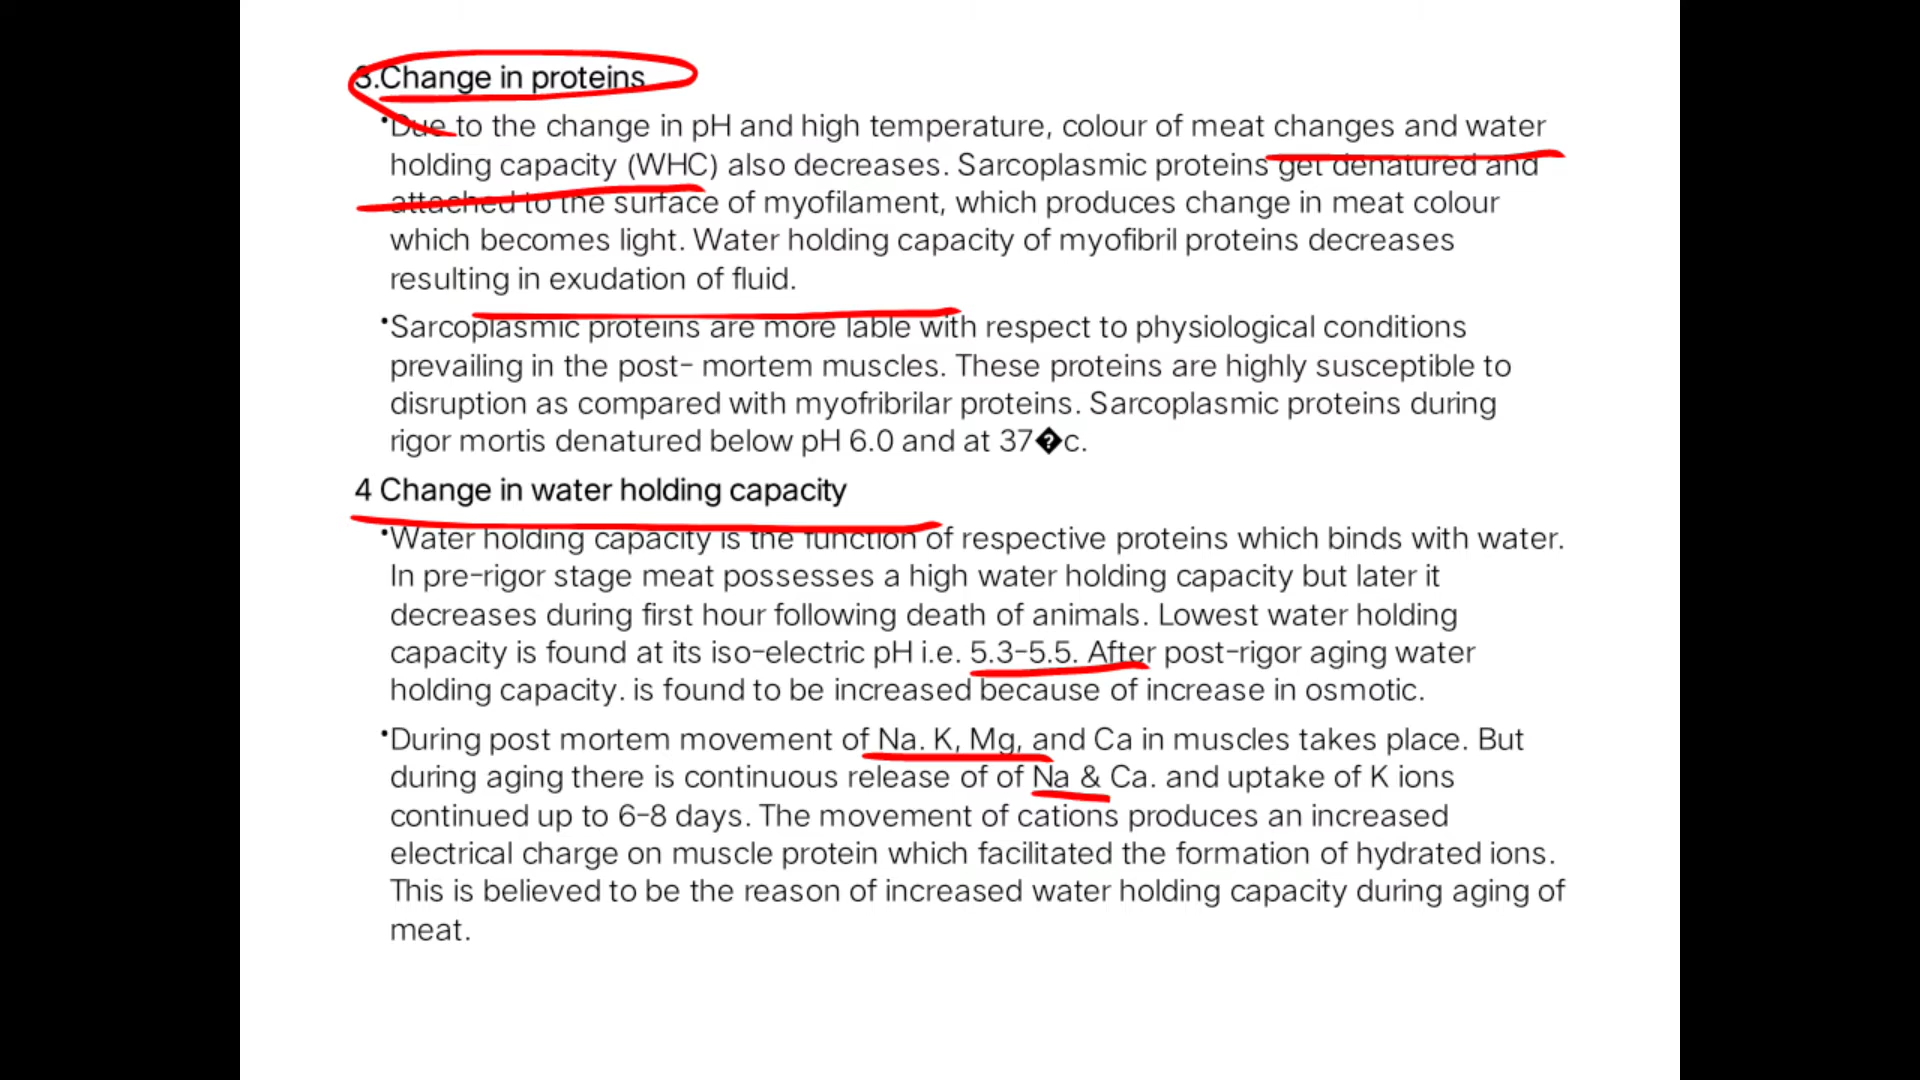 3.Change in proteins
•Due to the change in pH and high temperature, colour of meat changes and water
holding capacity (WHC) also decreases. Sarcoplasmic proteins get denatured and
attached to the surface of myofilament, which produces change in meat colour
which becomes light. Water holding capacity of myofibril proteins decreases
resulting in exudation of fluid.
•Sarcoplasmic proteins are more lable with respect to physiological conditions
prevailing in the post- mortem muscles. These proteins are highly susceptible to
disruption as compared with myofribrilar proteins. Sarcoplasmic proteins during
rigor mortis denatured below pH 6.0 and at 37�c.
4 Change in water holding capacity
•Water holding capacity is the function of respective proteins which binds with water.
In pre-rigor stage meat possesses a high water holding capacity but later it
decreases during first hour following death of animals. Lowest water holding
capacity is found at its iso-electric pH i.e. 5.3-5.5. After post-rigor aging water
holding capacity. is found to be increased because of increase in osmotic.
•During post mortem movement of Na. K, Mg, and Ca in muscles takes place. But
during aging there is continuous release of of Na & Ca. and uptake of K ions
continued up to 6-8 days. The movement of cations produces an increased
electrical charge on muscle protein which facilitated the formation of hydrated ions.
This is believed to be the reason of increased water holding capacity during aging of
meat.